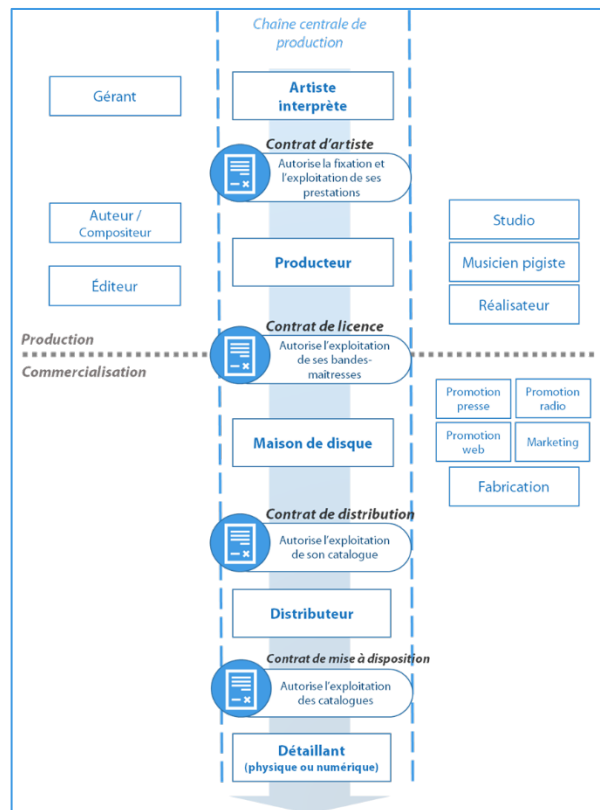 Chaîne centrale de
production
Gérant
Artiste
interprète
Contrat d'artiste
Autorise la fixation et
l'exploitation de ses
prestations
Auteur /
Compositeur
Éditeur
Producteur
Studio
Musicien pigiste
Réalisateur
Contrat de licence
Autorise l'exploitation
de ses bandes-
maîtresses
Production
Commercialisation
Maison de disque
Promotion
presse
Promotion
radio
Promotion
web
Marketing
Fabrication
Contrat de distribution
Autorise l'exploitation
de son catalogue
Distributeur
Contrat de mise à disposition
Autorise l'exploitation
des catalogues
Détaillant
(physique ou numérique)